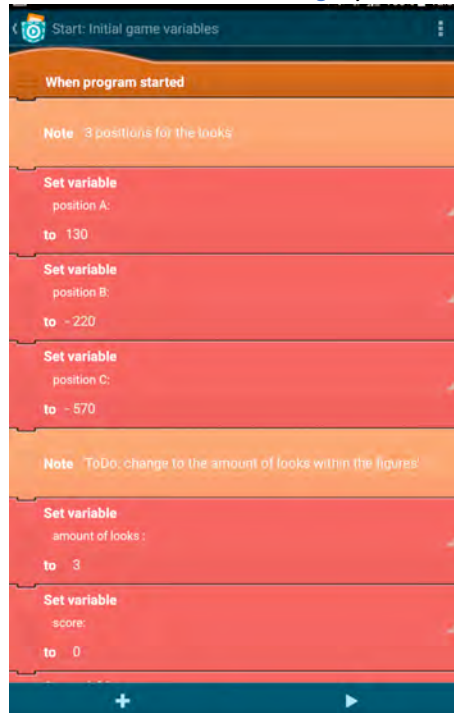 Start: Initial game variables
When program started
Note '3 positions for the looks'
Set variable
position A:
to 130
Set variable
position B:
to - 220
Set variable
position C:
to - 570
Note 'ToDo: change to the amount of looks within the figures'
Set variable
amount of looks :
to 3
Set variable
score:
to 0